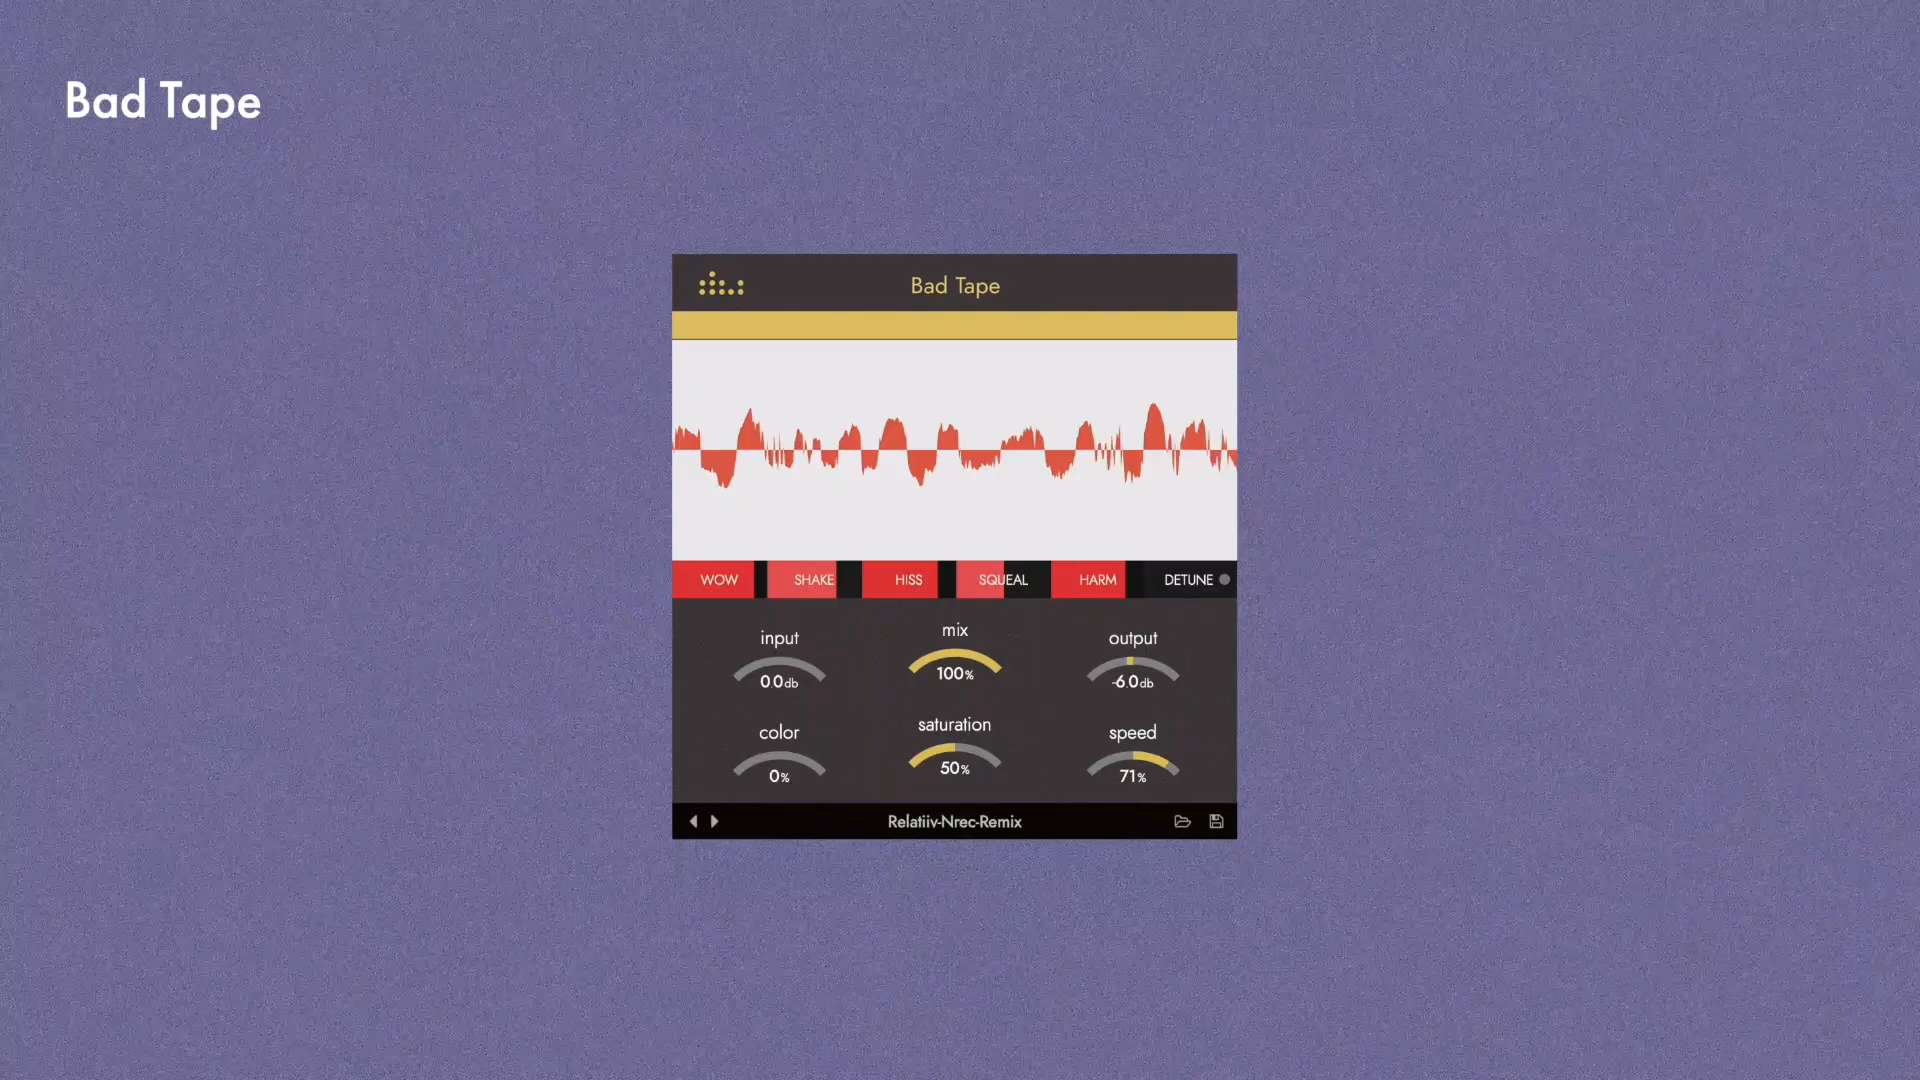 Bad Tape
Bad Tape
WOW SHAKE HISS SQUEAL HARM DETUNE
input mix output
0.0db 100% -6.0db
color saturation speed
0% 50% 71%
Relatiiv-Nrec-Remix